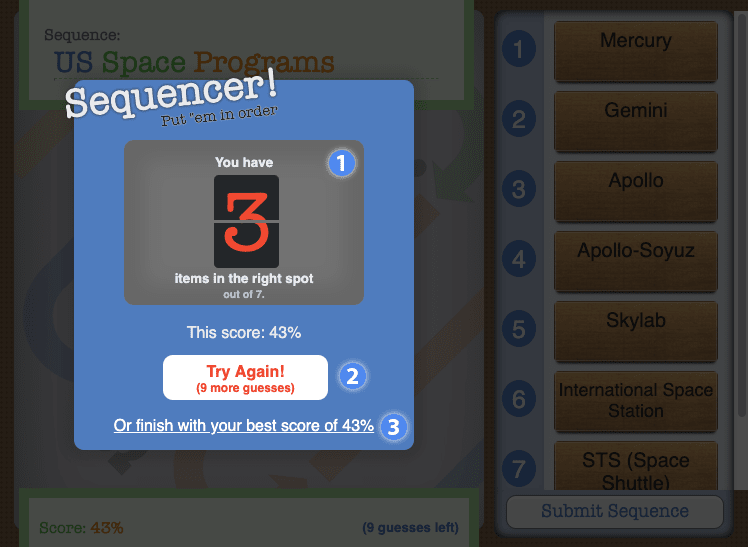 Sequence:
US Space Programs
Sequencer!
Put "em in order
You have
1
3
items in the right spot
out of 7.
This score: 43%
Try Again!
(9 more guesses)
2
Or finish with your best score of 43%
3
Score: 43%
(9 guesses left)
1
Mercury
2
Gemini
3
Apollo
4
Apollo-Soyuz
5
Skylab
6
International Space
Station
7
STS (Space
Shuttle)
Submit Sequence